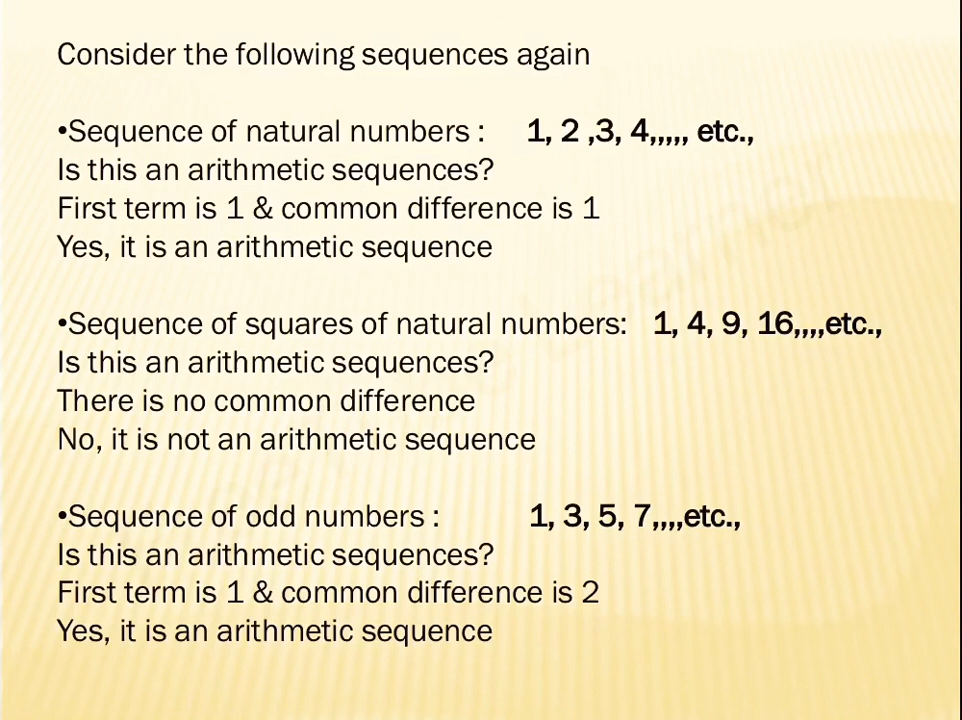 Consider the following sequences again
•Sequence of natural numbers : 1, 2 ,3, 4,,,,, etc.,
Is this an arithmetic sequences?
First term is 1 & common difference is 1
Yes, it is an arithmetic sequence
•Sequence of squares of natural numbers: 1, 4, 9, 16,,,,etc.,
Is this an arithmetic sequences?
There is no common difference
No, it is not an arithmetic sequence
•Sequence of odd numbers : 1, 3, 5, 7,,,,etc.,
Is this an arithmetic sequences?
First term is 1 & common difference is 2
Yes, it is an arithmetic sequence